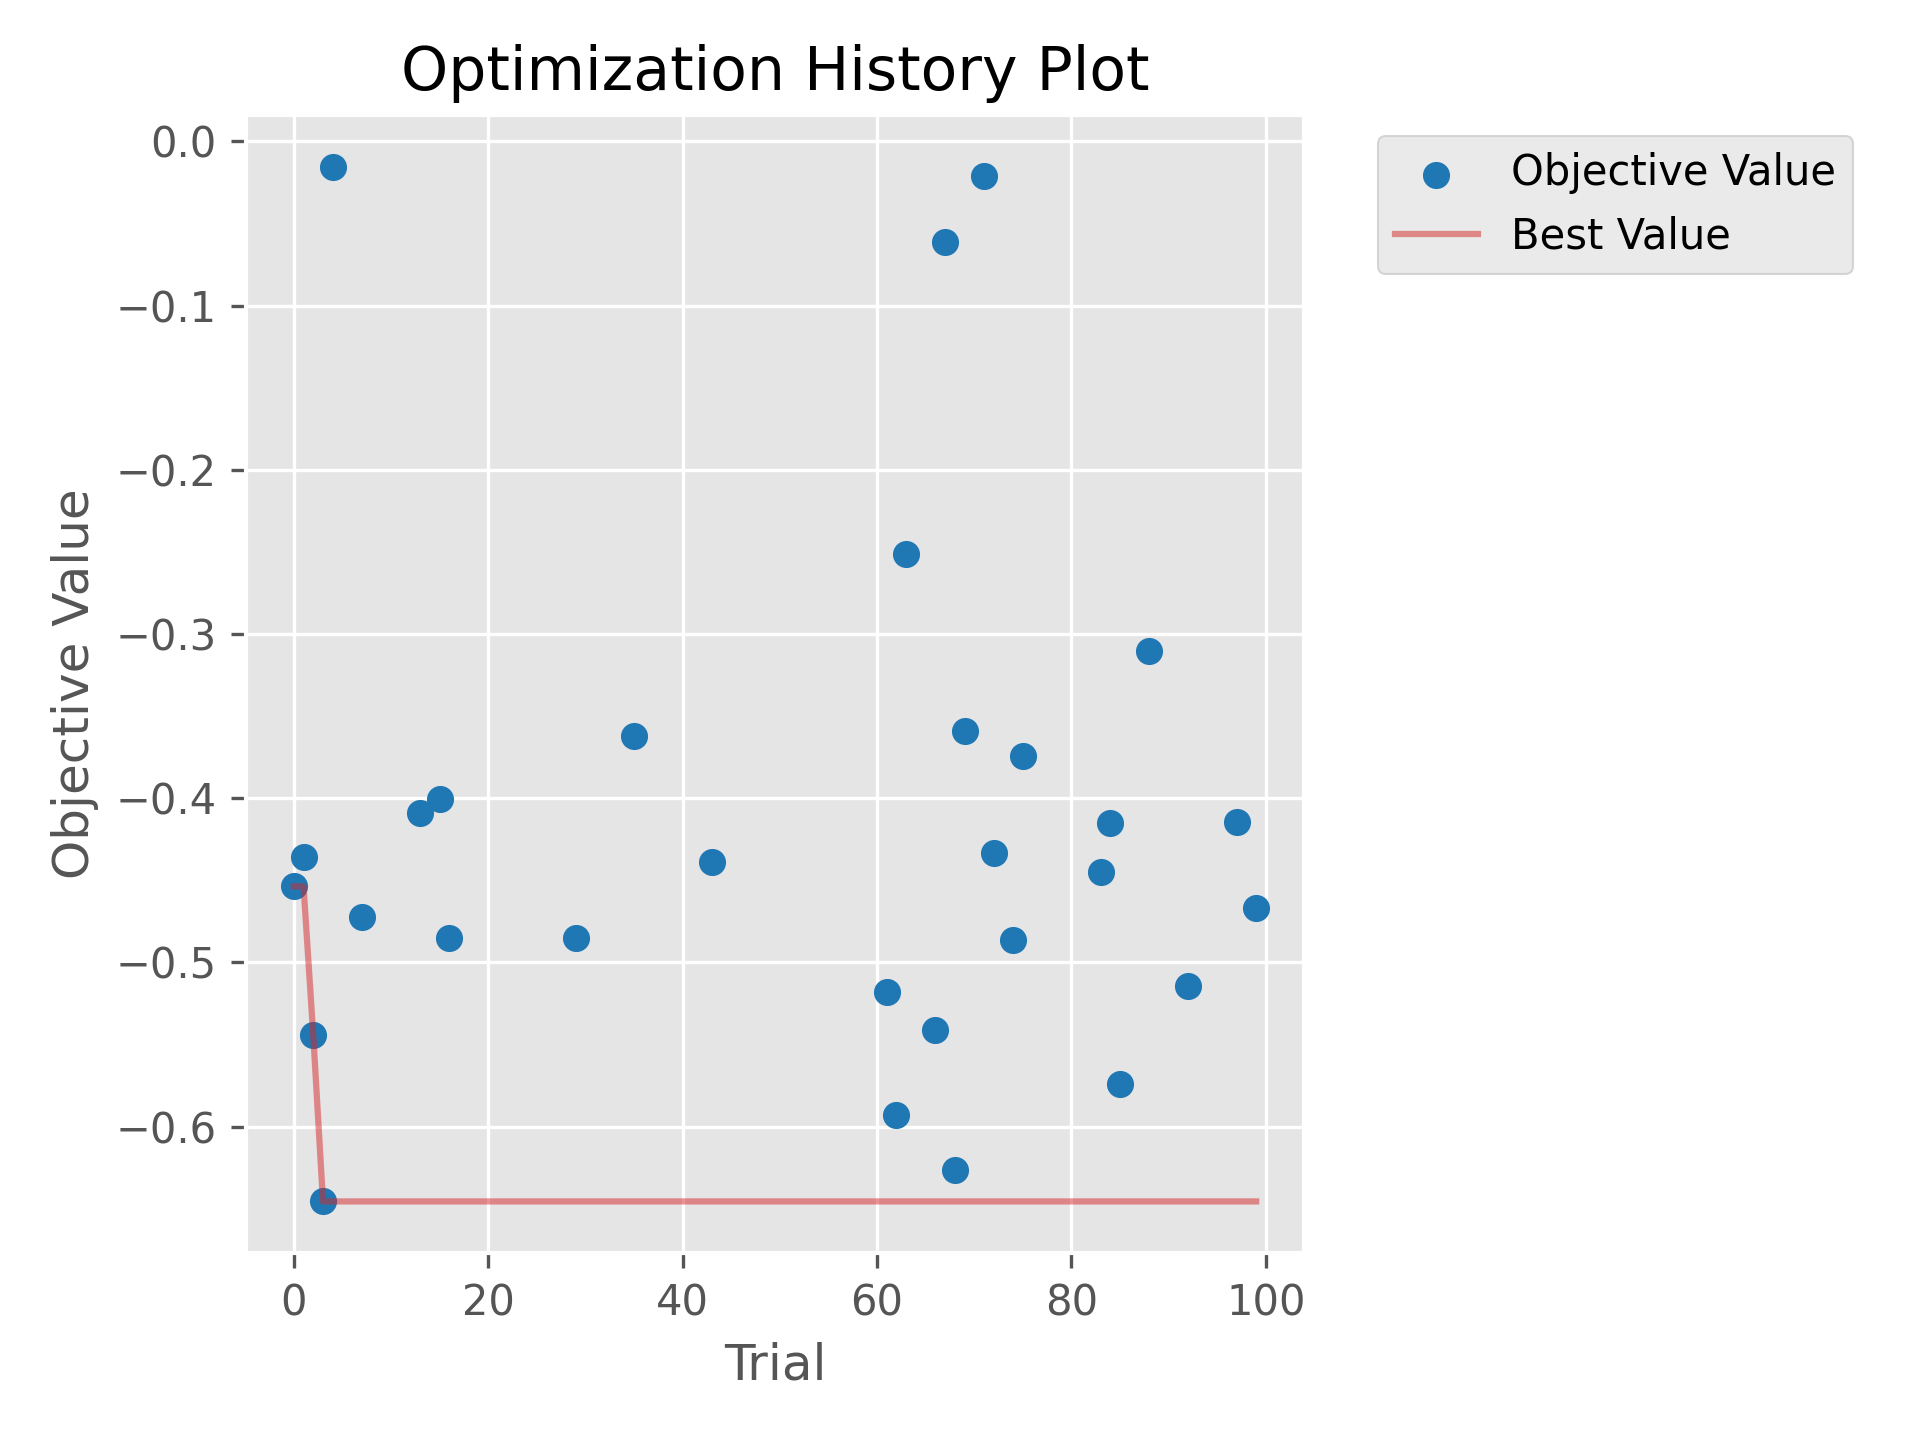 Optimization History Plot
Objective Value
Best Value
0.0
−0.1
−0.2
−0.3
−0.4
−0.5
−0.6
Objective Value
0 20 40 60 80 100
Trial